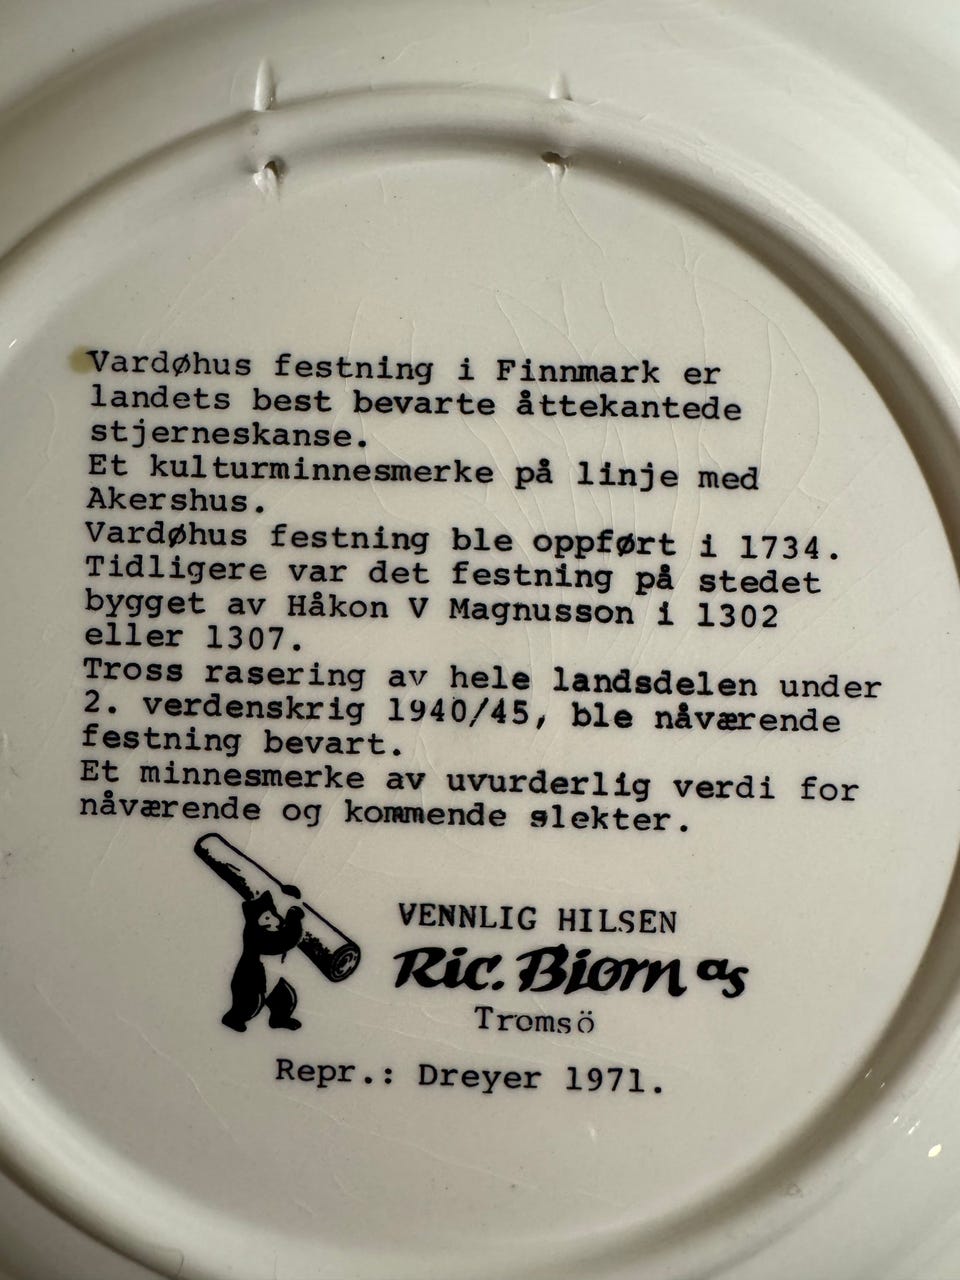 Vardøhus festning i Finnmark er
landets best bevarte åttekantede
stjerneskanse.
Et kulturminnesmerke på linje med
Akershus.
Vardøhus festning ble oppført i 1734.
Tidligere var det festning på stedet
bygget av Håkon V Magnusson i 1302
eller 1307.
Tross rasering av hele landsdelen under
2. verdenskrig 1940/45, ble nåværende
festning bevart.
Et minnesmerke av uvurderlig verdi for
nåværende og kommende slekter.
VENNLIG HILSEN
Ric. Biørn as
Tromsö
Repr.: Dreyer 1971.